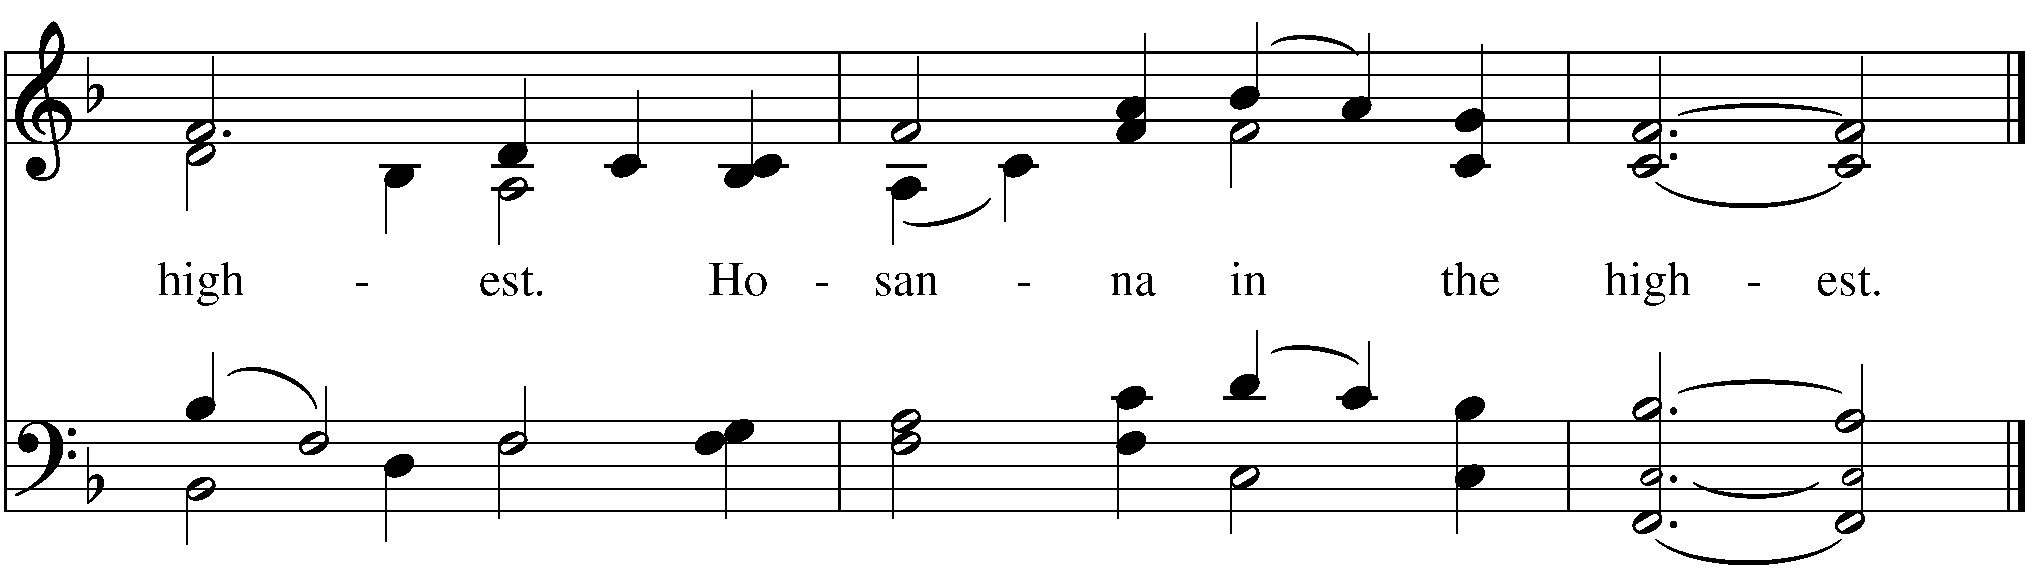 high - est. Ho - san - na in the high - est.